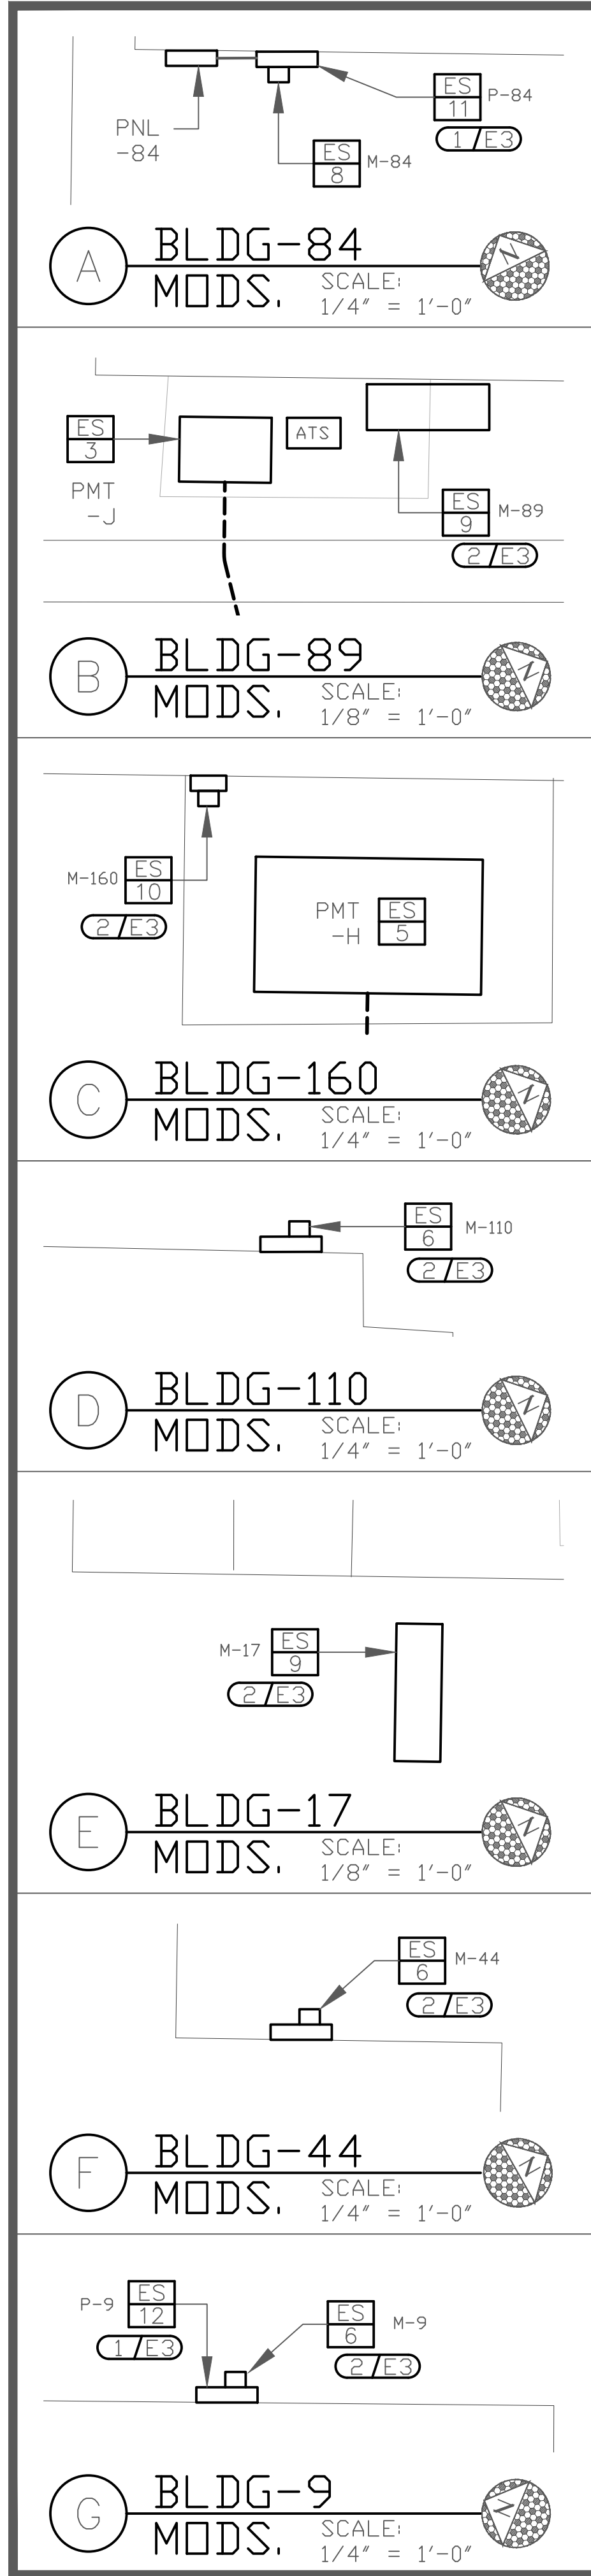 PNL
-84
ES
11
P-84
1/E3
ES
8
M-84
A
BLDG-84
MODS.
SCALE:
1/4" = 1'-0"
N
ES
3
PMT
-J
ATS
ES
9
M-89
2/E3
B
BLDG-89
MODS.
SCALE:
1/8" = 1'-0"
N
M-160
ES
10
2/E3
PMT
-H
ES
5
C
BLDG-160
MODS.
SCALE:
1/4" = 1'-0"
N
ES
6
M-110
2/E3
D
BLDG-110
MODS.
SCALE:
1/4" = 1'-0"
N
M-17
ES
9
2/E3
E
BLDG-17
MODS.
SCALE:
1/8" = 1'-0"
N
ES
6
M-44
2/E3
F
BLDG-44
MODS.
SCALE:
1/4" = 1'-0"
N
P-9
ES
12
1/E3
ES
6
M-9
2/E3
G
BLDG-9
MODS.
SCALE:
1/4" = 1'-0"
N